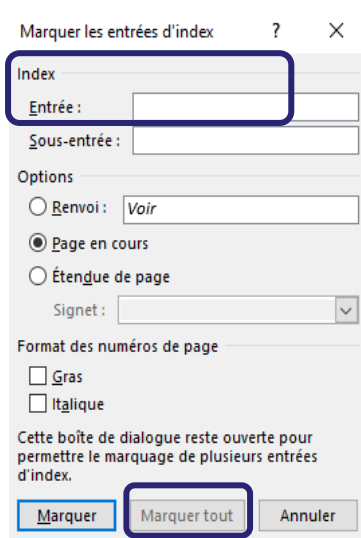 Marquer les entrées d'index ? ×
Index
Entrée :
Sous-entrée :
Options
Renvoi : Voir
Page en cours
Étendue de page
Signet :
Format des numéros de page
Gras
Italique
Cette boîte de dialogue reste ouverte pour
permettre le marquage de plusieurs entrées
d'index.
Marquer Marquer tout Annuler